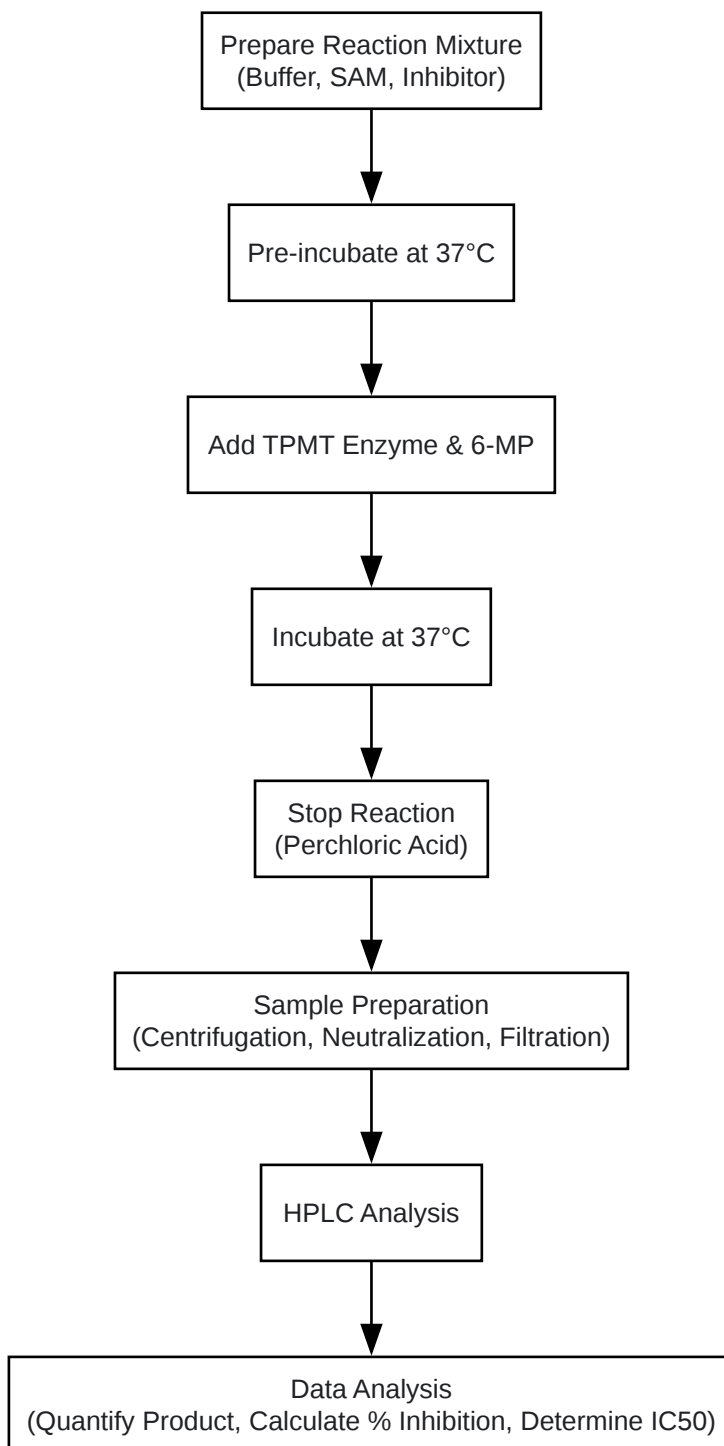 Prepare Reaction Mixture
(Buffer, SAM, Inhibitor)
Pre-incubate at 37°C
Add TPMT Enzyme & 6-MP
Incubate at 37°C
Stop Reaction
(Perchloric Acid)
Sample Preparation
(Centrifugation, Neutralization, Filtration)
HPLC Analysis
Data Analysis
(Quantify Product, Calculate % Inhibition, Determine IC50)